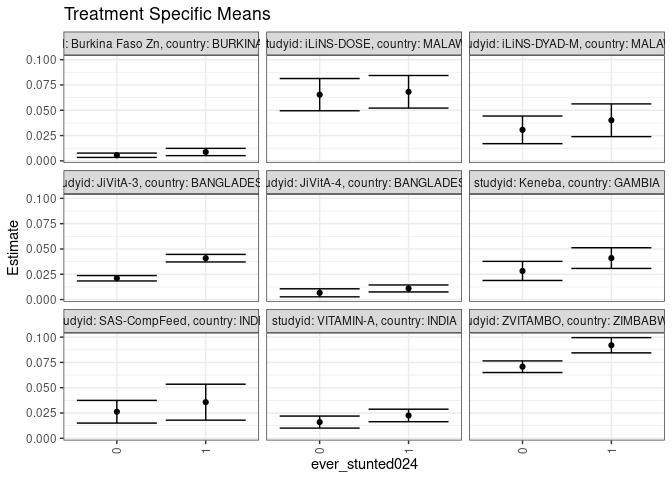 Treatment Specific Means
: Burkina Faso Zn, country: BURKINA
tudyid: iLiNS-DOSE, country: MALAW
udyid: iLiNS-DYAD-M, country: MALAW
0.100
0.075
0.050
0.025
0.000
udyid: JiVitA-3, country: BANGLADES
udyid: JiVitA-4, country: BANGLADES
studyid: Keneba, country: GAMBIA
0.100
0.075
0.050
0.025
0.000
Estimate
udyid: SAS-CompFeed, country: INDI
studyid: VITAMIN-A, country: INDIA
udyid: ZVITAMBO, country: ZIMBABW
0.100
0.075
0.050
0.025
0.000
0 1 0 1 0 1
ever_stunted024